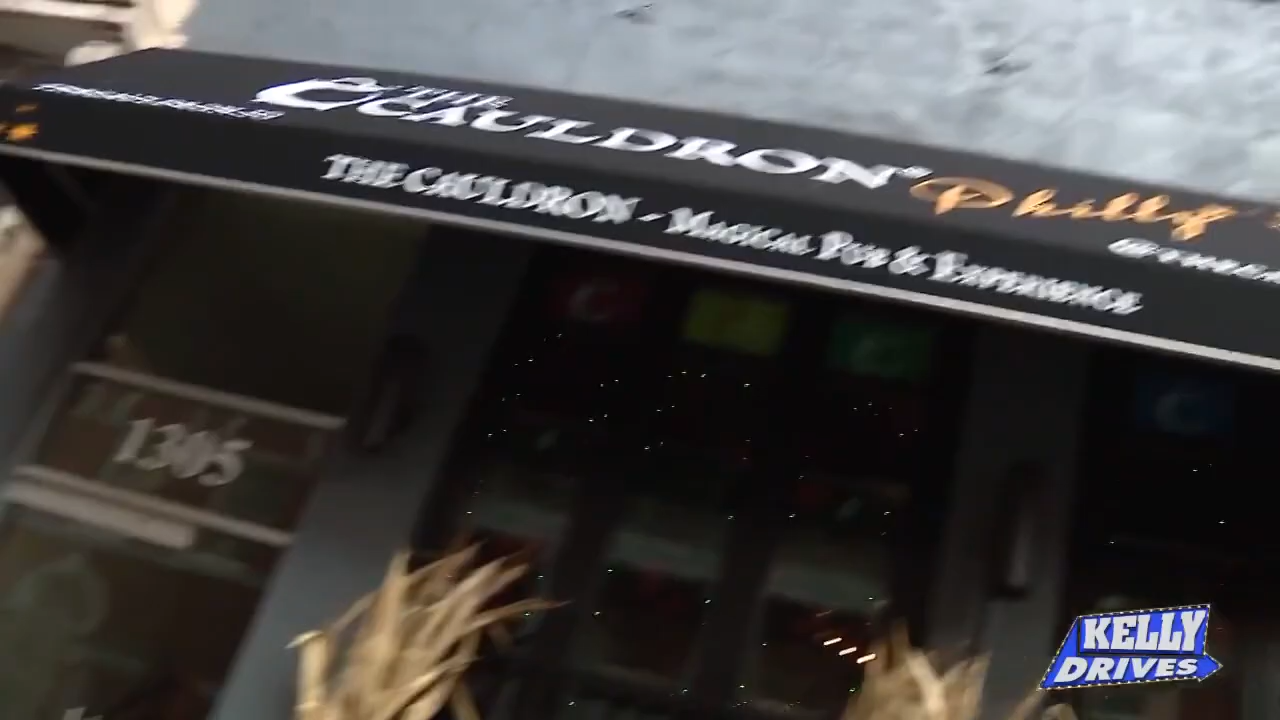 THE
CAULDRON
Philly
THE CAULDRON - MAGICAL PUB & EXPERIENCE
C
1305
KELLY
DRIVES